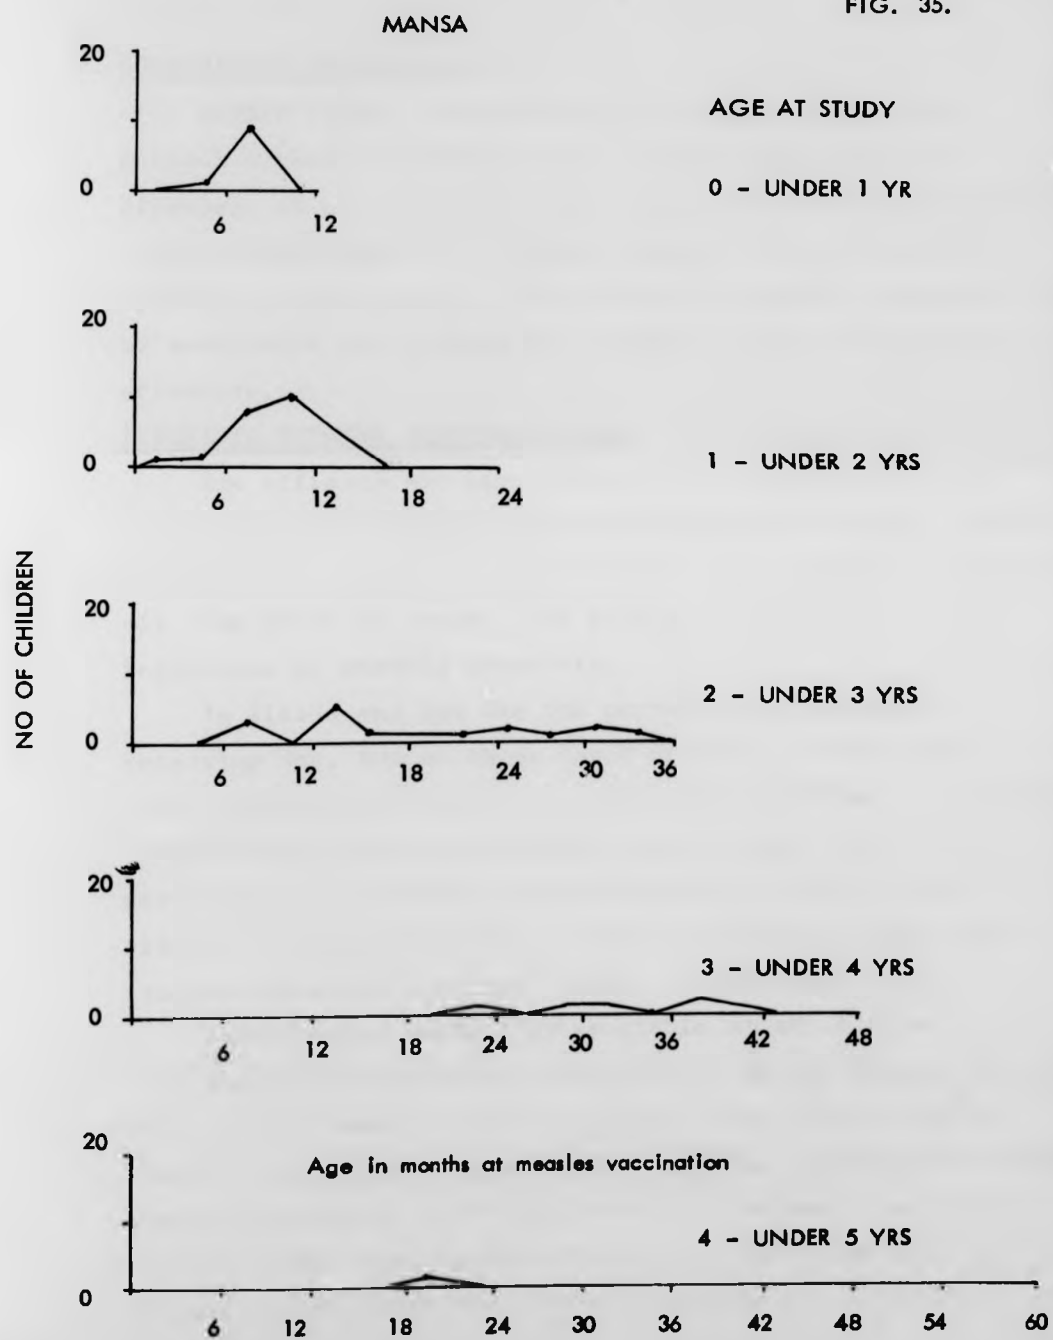 FIG. 35.
MANSA
20
0
6 12
AGE AT STUDY
0 - UNDER 1 YR
20
0
6 12 18 24
1 - UNDER 2 YRS
NO OF CHILDREN
20
0
6 12 18 24 30 36
2 - UNDER 3 YRS
20
0
6 12 18 24 30 36 42 48
3 - UNDER 4 YRS
20
Age in months at measles vaccination
4 - UNDER 5 YRS
0
6 12 18 24 30 36 42 48 54 60